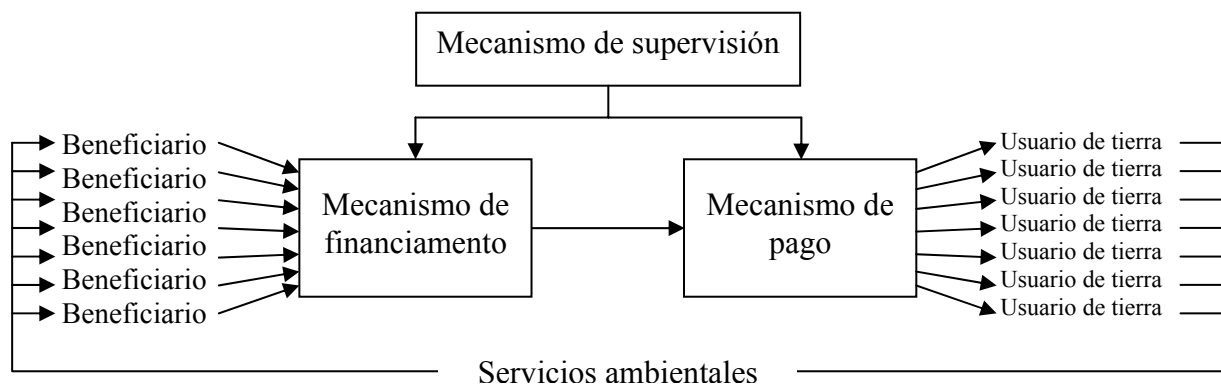 Mecanismo de supervisión
Beneficiario
Beneficiario
Beneficiario
Beneficiario
Beneficiario
Beneficiario
Mecanismo de
financiamento
Mecanismo de
pago
Usuario de tierra
Usuario de tierra
Usuario de tierra
Usuario de tierra
Usuario de tierra
Usuario de tierra
Usuario de tierra
Servicios ambientales